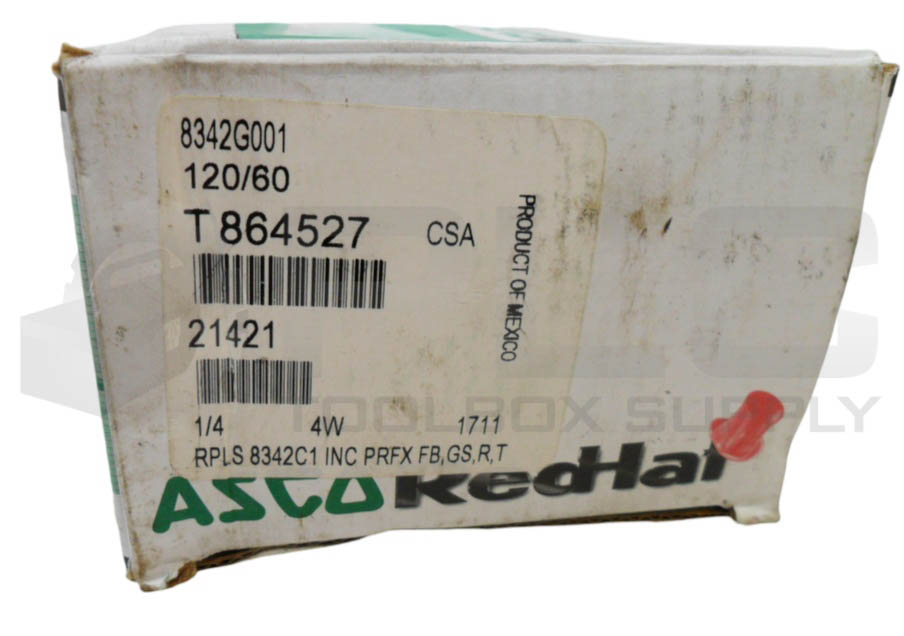 8342G001
120/60
T 864527 CSA
PRODUCT OF MEXICO
21421
1/4 4W 1711
RPLS 8342C1 INC PRFX FB,GS,R,T
ASCO RedHat
PLC
TOOLBOX SUPPLY